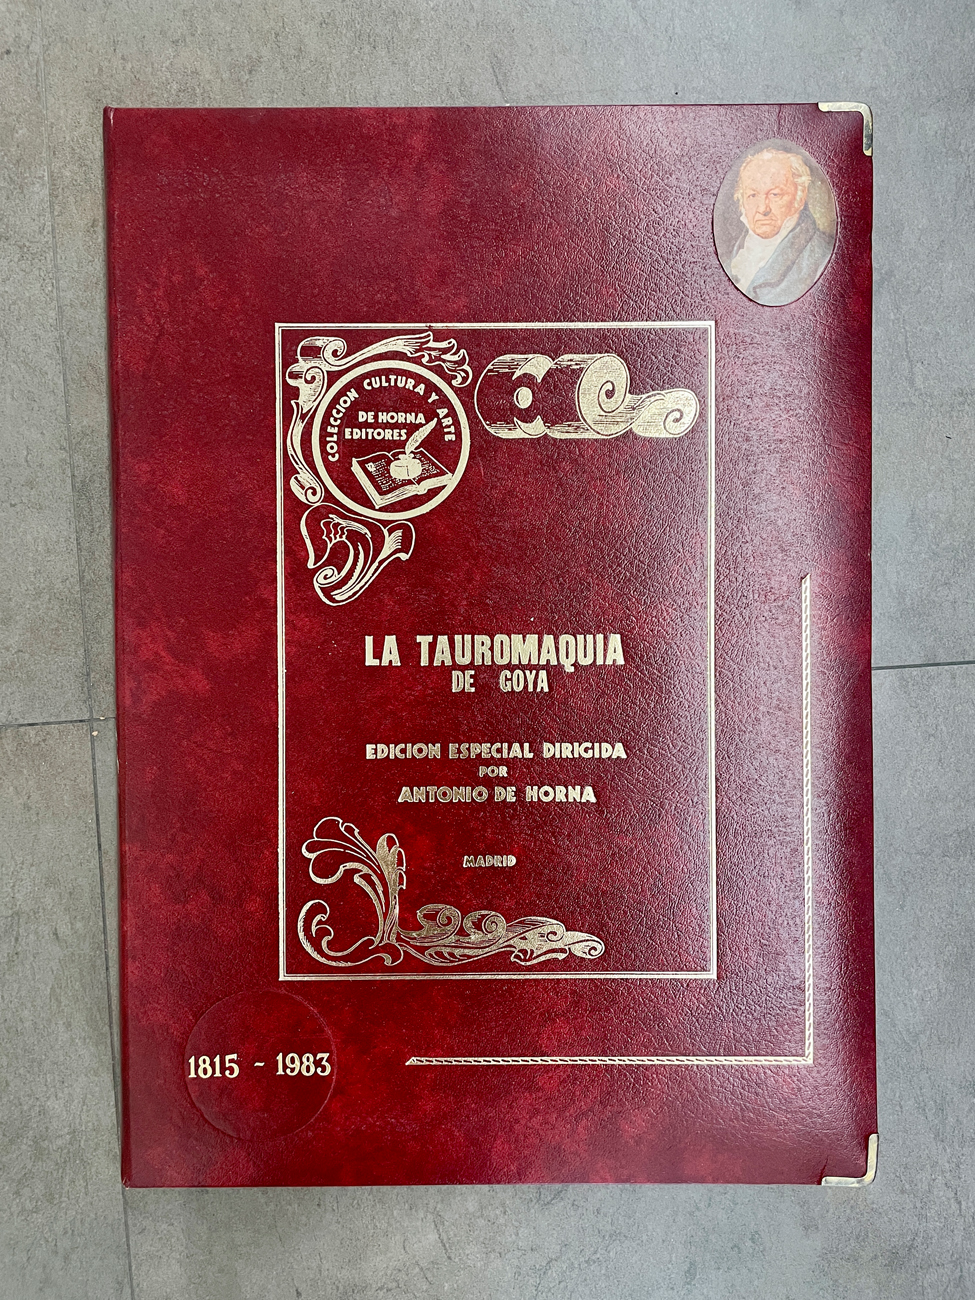 COLECCION CULTURA Y ARTE
DE HORNA
EDITORES
LA TAUROMAQUIA
DE GOYA
EDICION ESPECIAL DIRIGIDA
POR
ANTONIO DE HORNA
MADRID
1815 - 1983